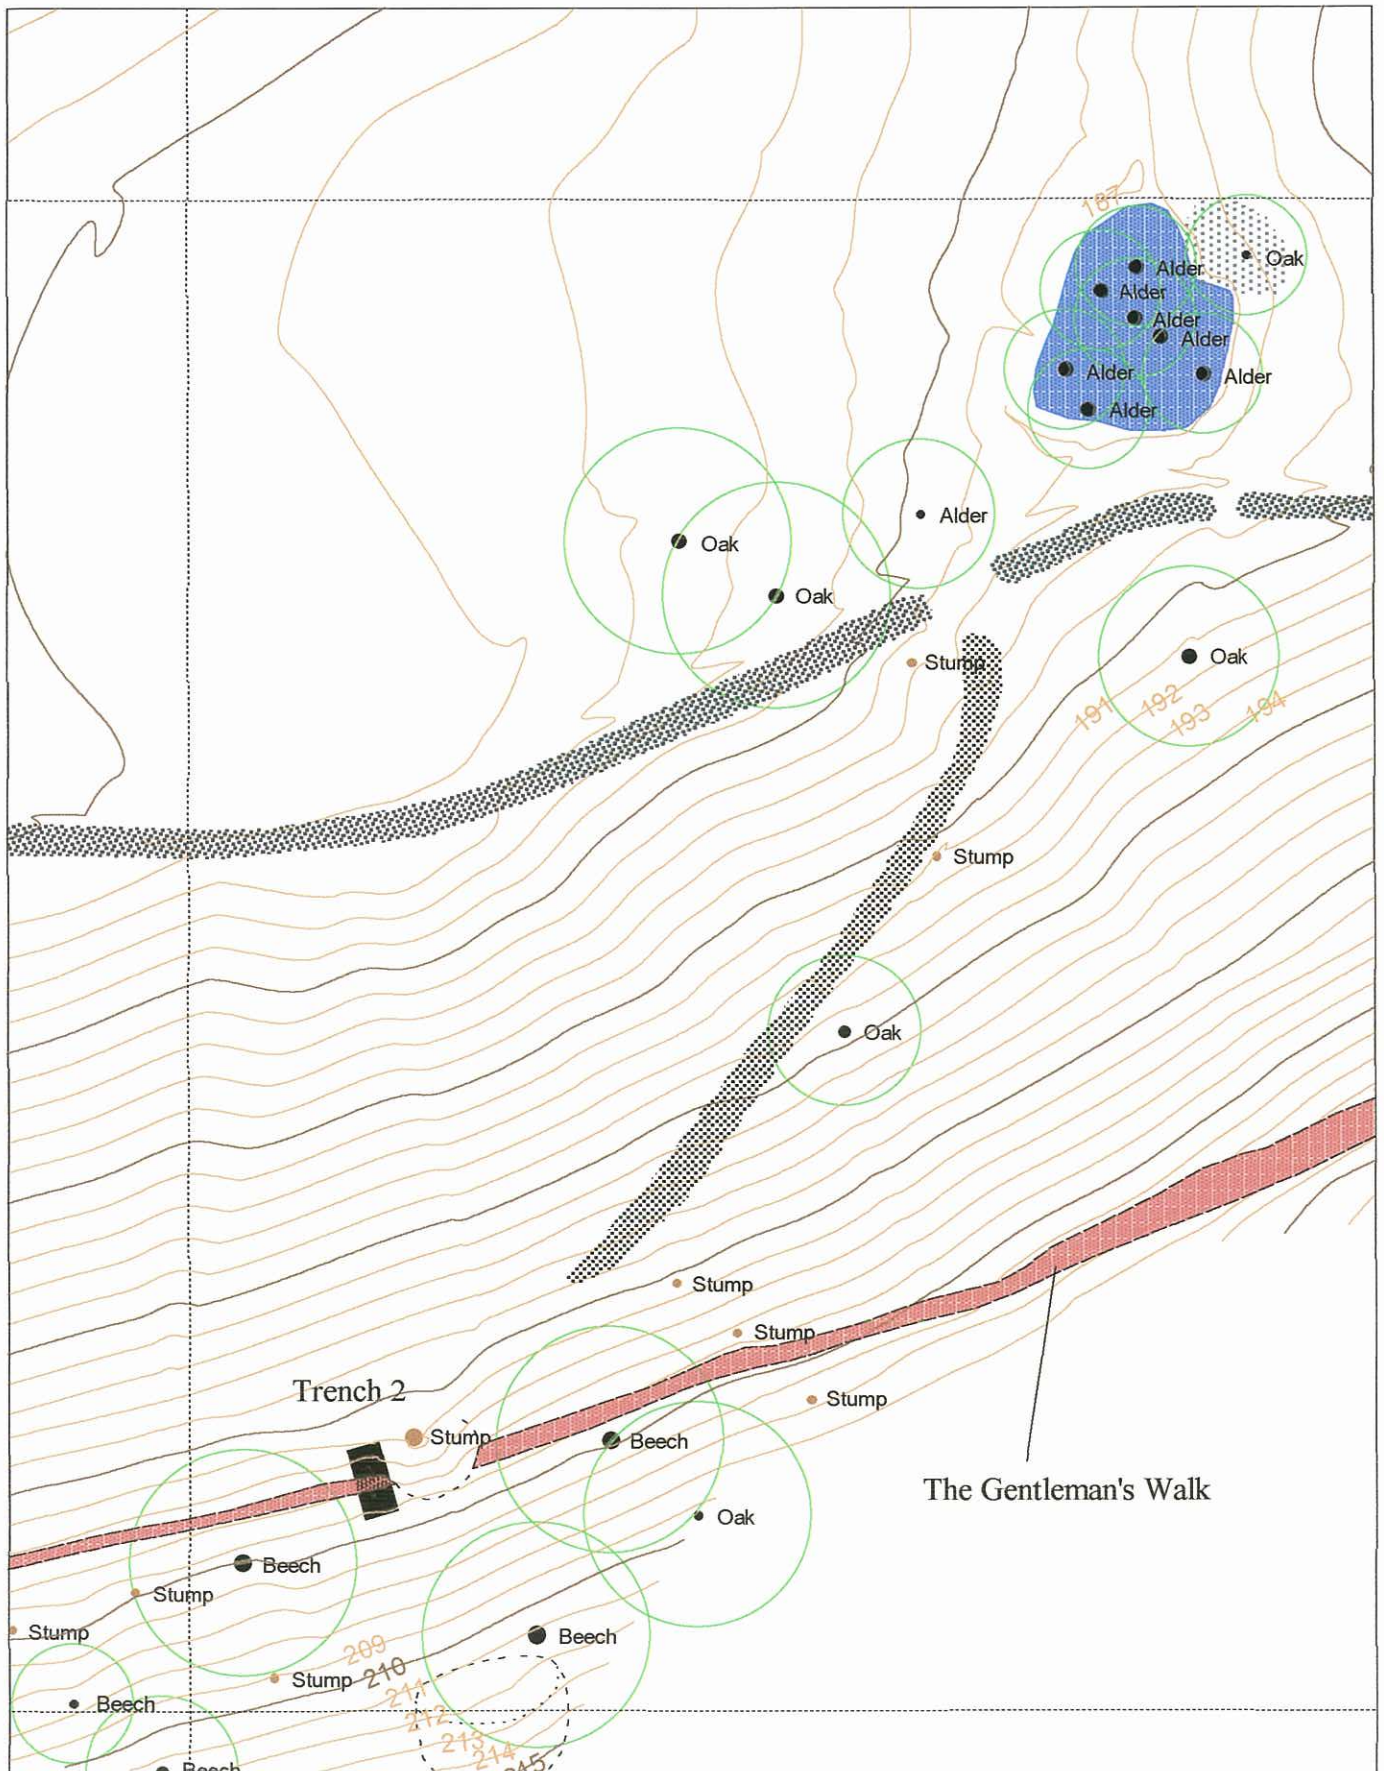 187
Oak
Alder
Alder
Alder
Alder
Alder
Alder
Alder
Alder
Oak
Oak
Stump
Oak
191
192
193
194
Stump
Oak
Stump
Stump
Trench 2
Stump
Stump
Beech
The Gentleman's Walk
Oak
Beech
Stump
Stump
Beech
209
Stump
210
211
Beech
212
213
214
215
Beech